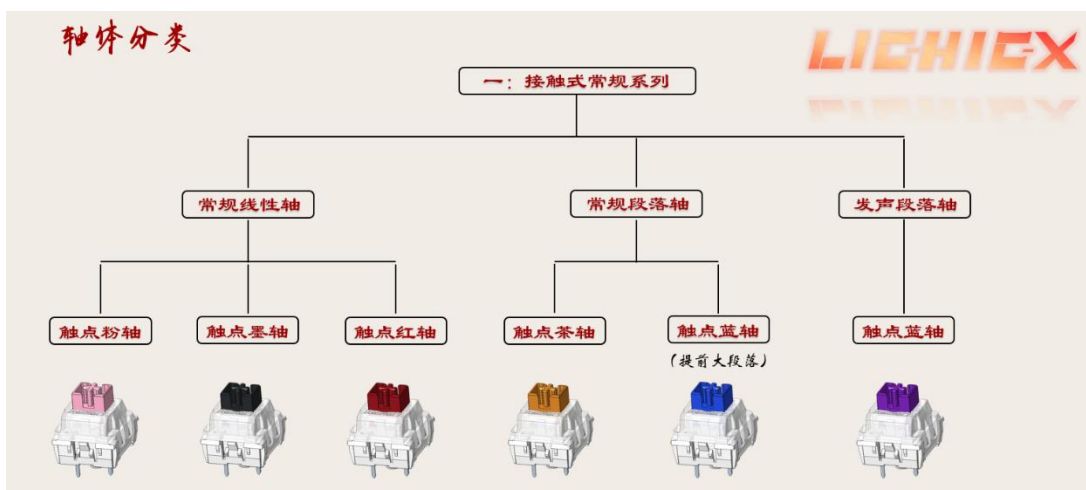 轴体分类
LICHICX
一：接触式常规系列
常规线性轴
常规段落轴
发声段落轴
触点粉轴
触点墨轴
触点红轴
触点茶轴
触点蓝轴
触点蓝轴
（提前大段落）